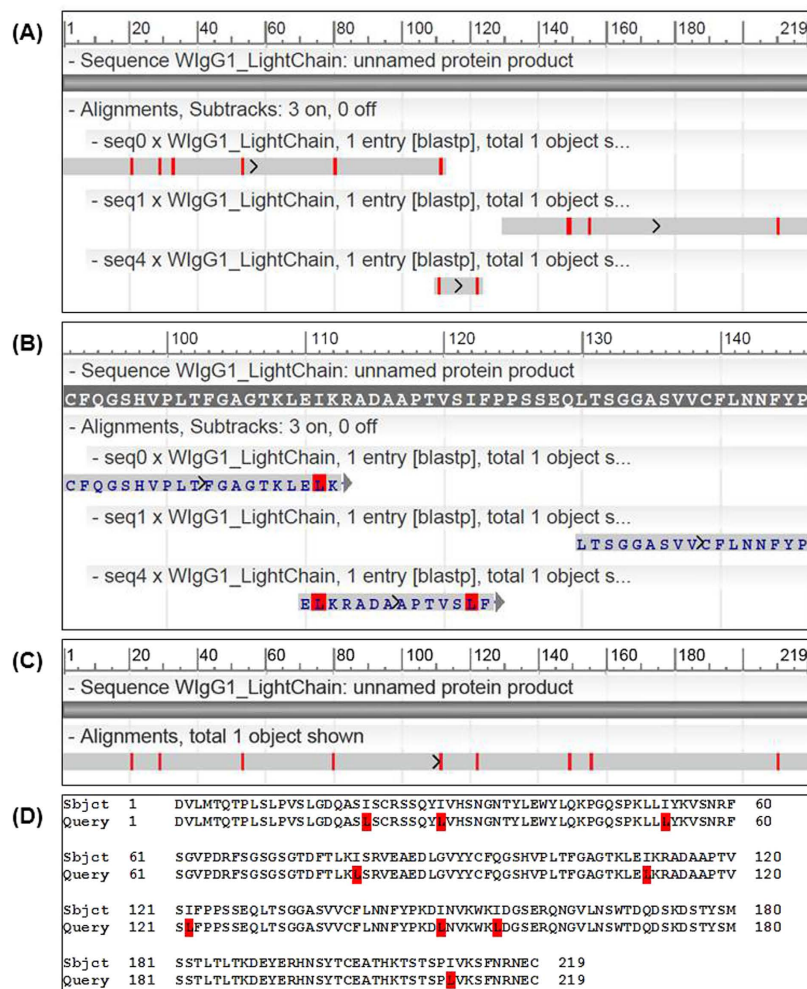 (A)
1 20 40 60 80 100 120 140 160 180 219
- Sequence WIgG1_LightChain: unnamed protein product
- Alignments, Subtracks: 3 on, 0 off
- seq0 x WIgG1_LightChain, 1 entry [blastp], total 1 object s...
- seq1 x WIgG1_LightChain, 1 entry [blastp], total 1 object s...
- seq4 x WIgG1_LightChain, 1 entry [blastp], total 1 object s...
(B)
100 110 120 130 140
- Sequence WIgG1_LightChain: unnamed protein product
CFQGSHVPLTFGAGTKLEIKRADAAPTVSIFPPSSEQLTSGGASVVCFLNNFYP
- Alignments, Subtracks: 3 on, 0 off
- seq0 x WIgG1_LightChain, 1 entry [blastp], total 1 object s...
CFQGSHVPLTFGAGTKLELK
- seq1 x WIgG1_LightChain, 1 entry [blastp], total 1 object s...
LTSGGASVVCFLNNFYP
- seq4 x WIgG1_LightChain, 1 entry [blastp], total 1 object s...
ELKRADAAPTVSLF
(C)
1 20 40 60 80 100 120 140 160 180 219
- Sequence WIgG1_LightChain: unnamed protein product
- Alignments, total 1 object shown
(D)
Sbjct 1 DVLMTQTPLSLPVSLGDQASISCRSSQYIVHSNGNTYLEWYLQKPGQSPKLLIYKVSNRF 60
Query 1 DVLMTQTPLSLPVSLGDQASLSCRSSQYLVHSNGNTYLEWYLQKPGQSPKLLLYKVSNRF 60
Sbjct 61 SGVPDRFSGSGSGTDFTLKISRVEAEDLGVYYCFQGSHVPLTFGAGTKLEIKRADAAPTV 120
Query 61 SGVPDRFSGSGSGTDFTLKLSRVEAEDLGVYYCFQGSHVPLTFGAGTKLELKRADAAPTV 120
Sbjct 121 SIFPPSSEQLTSGGASVVCFLNNFYPKDINVKWKIDGSERQNGVLNSWTDQDSKDSTYSM 180
Query 121 SLFPPSSEQLTSGGASVVCFLNNFYPKDLNVKWKLDGSERQNGVLNSWTDQDSKDSTYSM 180
Sbjct 181 SSTLTLTKDEYERHNSYTCEATHKTSTSPIVKSFNRNEC 219
Query 181 SSTLTLTKDEYERHNSYTCEATHKTSTSPLVKSFNRNEC 219